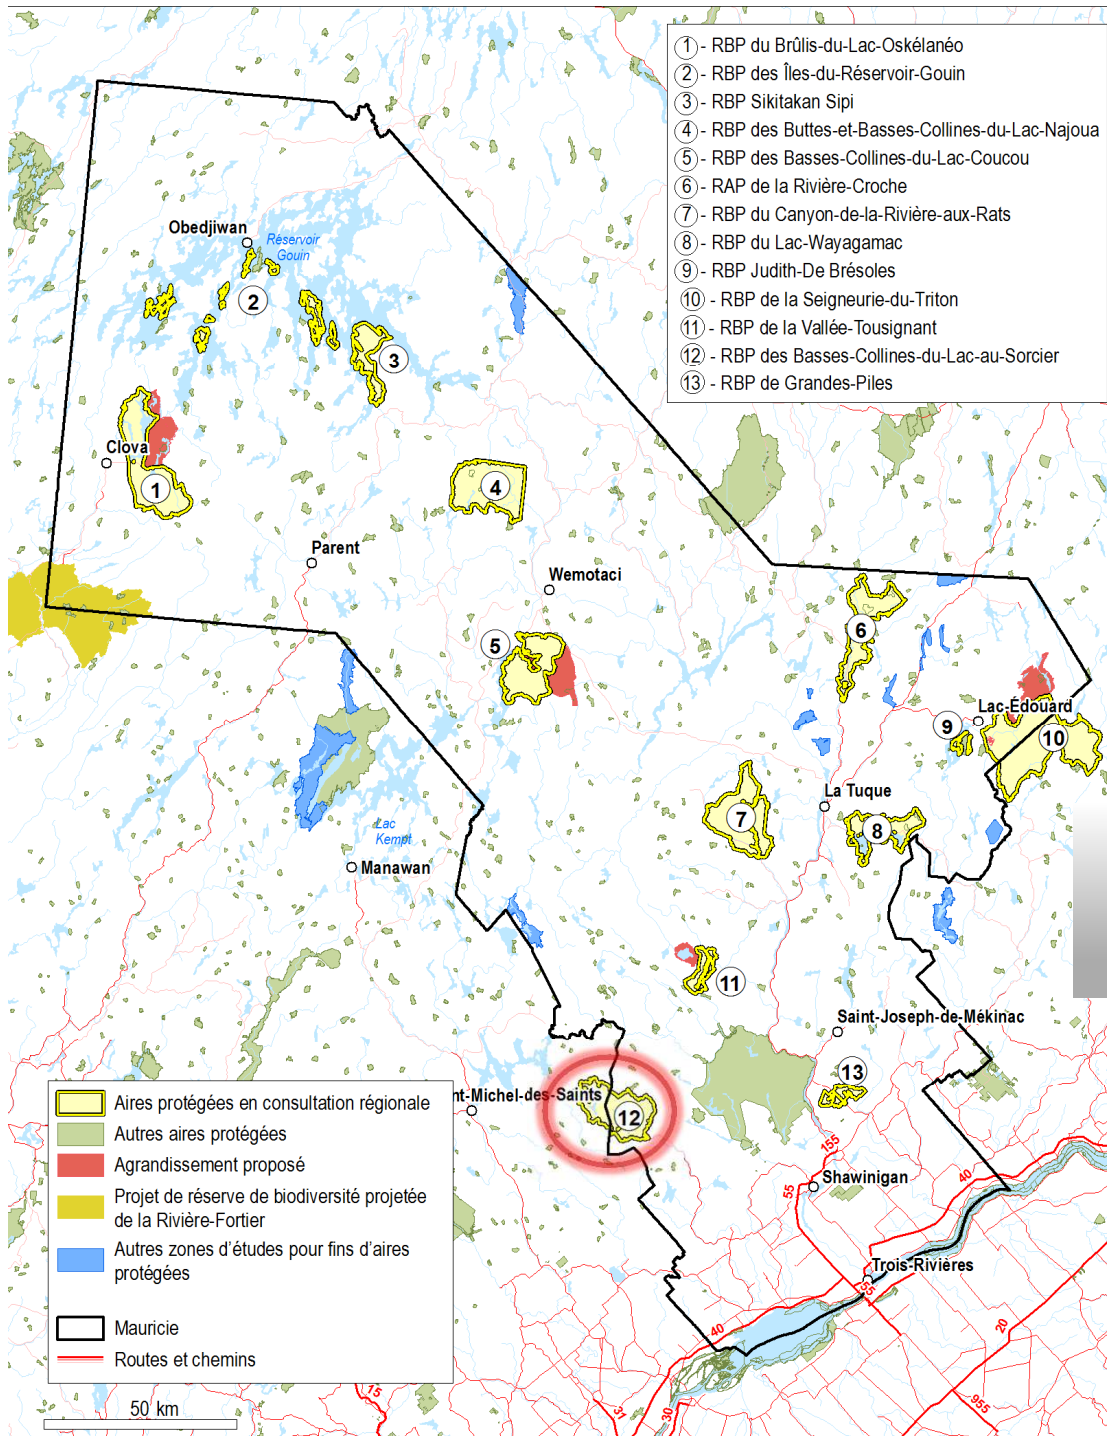 1 - RBP du Brûlis-du-Lac-Oskélanéo
2 - RBP des Îles-du-Réservoir-Gouin
3 - RBP Sikitakan Sipi
4 - RBP des Buttes-et-Basses-Collines-du-Lac-Najoua
5 - RBP des Basses-Collines-du-Lac-Coucou
6 - RAP de la Rivière-Croche
7 - RBP du Canyon-de-la-Rivière-aux-Rats
8 - RBP du Lac-Wayagamac
9 - RBP Judith-De Brésoles
10 - RBP de la Seigneurie-du-Triton
11 - RBP de la Vallée-Tousignant
12 - RBP des Basses-Collines-du-Lac-au-Sorcier
13 - RBP de Grandes-Piles
Obedjiwan
Réservoir
Gouin
2
3
Clova
1
4
Parent
Wemotaci
6
5
Lac-Édouard
9
10
La Tuque
7
8
Lac
Kempt
Manawan
11
Saint-Joseph-de-Mékinac
13
nt-Michel-des-Saints
12
155
55
40
Shawinigan
Trois-Rivières
55
40
20
15
31
30
955
Aires protégées en consultation régionale
Autres aires protégées
Agrandissement proposé
Projet de réserve de biodiversité projetée
de la Rivière-Fortier
Autres zones d'études pour fins d'aires
protégées
Mauricie
Routes et chemins
50 km